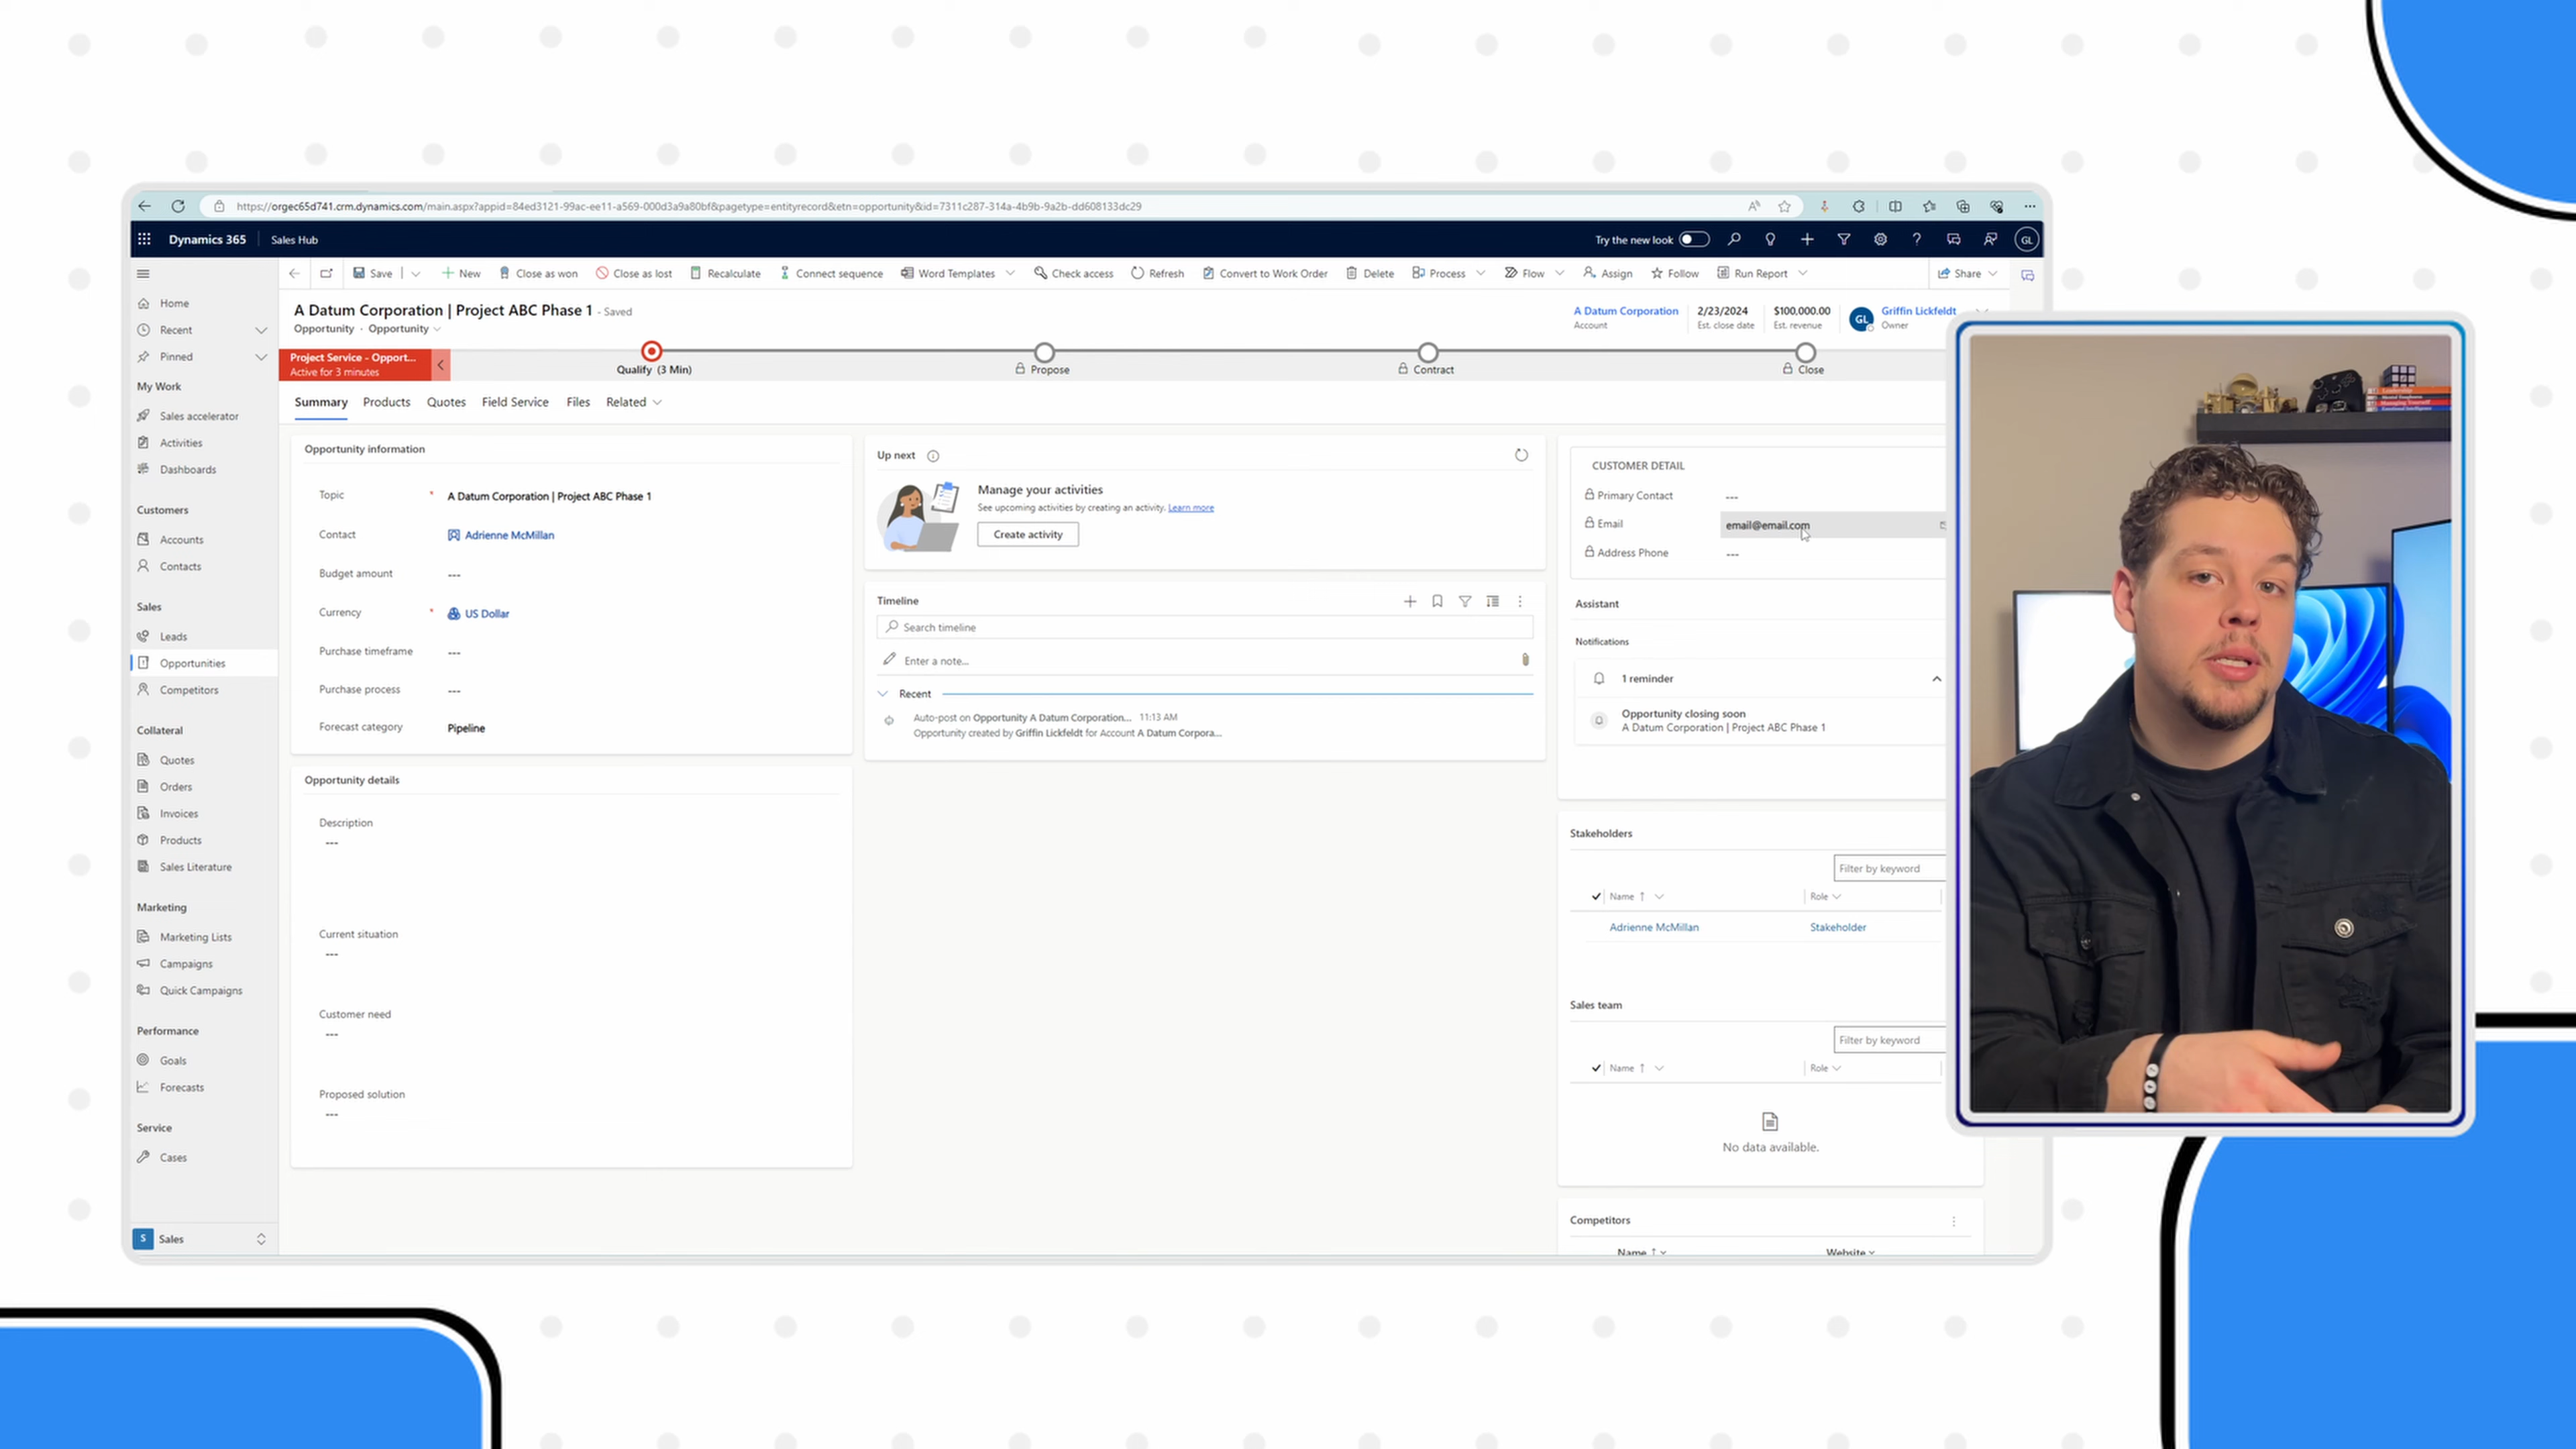 https://orgec65d741.crm.dynamics.com/main.aspx?appid=84ed3121-99ac-ee11-a569-000d3a9a80bf&pagetype=entityrecord&etn=opportunity&id=7311c287-314a-4b9b-9a2b-dd608133dc29
Dynamics 365 Sales Hub Try the new look GL
Save New Close as won Close as lost Recalculate Connect sequence Word Templates Check access Refresh Convert to Work Order Delete Process Flow Assign Follow Run Report Share
A Datum Corporation | Project ABC Phase 1 - Saved
Opportunity · Opportunity
A Datum Corporation
Account
2/23/2024
Est. close date
$100,000.00
Est. revenue
GL
Griffin Lickfeldt
Owner
Project Service - Opport...
Active for 3 minutes
Qualify (3 Min)
Propose
Contract
Close
Summary Products Quotes Field Service Files Related
Home
Recent
Pinned
My Work
Sales accelerator
Activities
Dashboards
Customers
Accounts
Contacts
Sales
Leads
Opportunities
Competitors
Collateral
Quotes
Orders
Invoices
Products
Sales Literature
Marketing
Marketing Lists
Campaigns
Quick Campaigns
Performance
Goals
Forecasts
Service
Cases
S Sales
Opportunity information
Topic * A Datum Corporation | Project ABC Phase 1
Contact Adrienne McMillan
Budget amount ---
Currency * US Dollar
Purchase timeframe ---
Purchase process ---
Forecast category Pipeline
Opportunity details
Description
---
Current situation
---
Customer need
---
Proposed solution
---
Up next
Manage your activities
See upcoming activities by creating an activity. Learn more
Create activity
Timeline
Search timeline
Enter a note...
Recent
Auto-post on Opportunity A Datum Corporation... 11:13 AM
Opportunity created by Griffin Lickfeldt for Account A Datum Corpora...
CUSTOMER DETAIL
Primary Contact ---
Email email@email.com
Address Phone ---
Assistant
Notifications
1 reminder
Opportunity closing soon
A Datum Corporation | Project ABC Phase 1
Stakeholders
Filter by keyword
Name ↑ Role
Adrienne McMillan Stakeholder
Sales team
Filter by keyword
Name ↑ Role
No data available.
Competitors
Name ↑ Website